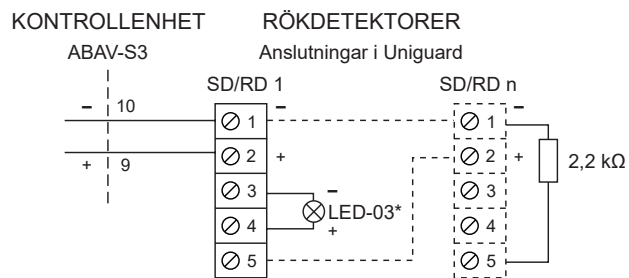 KONTROLLENHET RÖKDETEKTORER
ABAV-S3 Anslutningar i Uniguard
SD/RD 1 SD/RD n
– 10 1 – 1 –
+ 9 2 + 2 + 2,2 kΩ
3 – 3
LED-03*
4 + 4
5 5